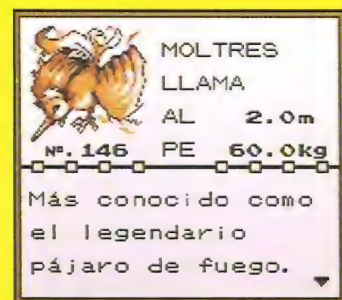 MOLTRES
LLAMA
AL 2.0m
Nº.146 PE 60.0kg
Más conocido como
el legendario
pájaro de fuego.